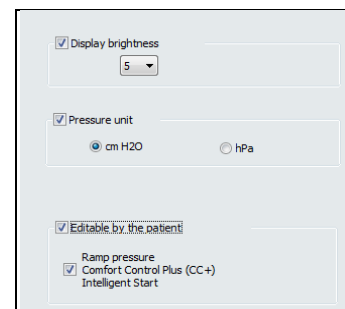 Display brightness
5
Pressure unit
cm H2O
hPa
Editable by the patient
Ramp pressure
Comfort Control Plus (CC+)
Intelligent Start